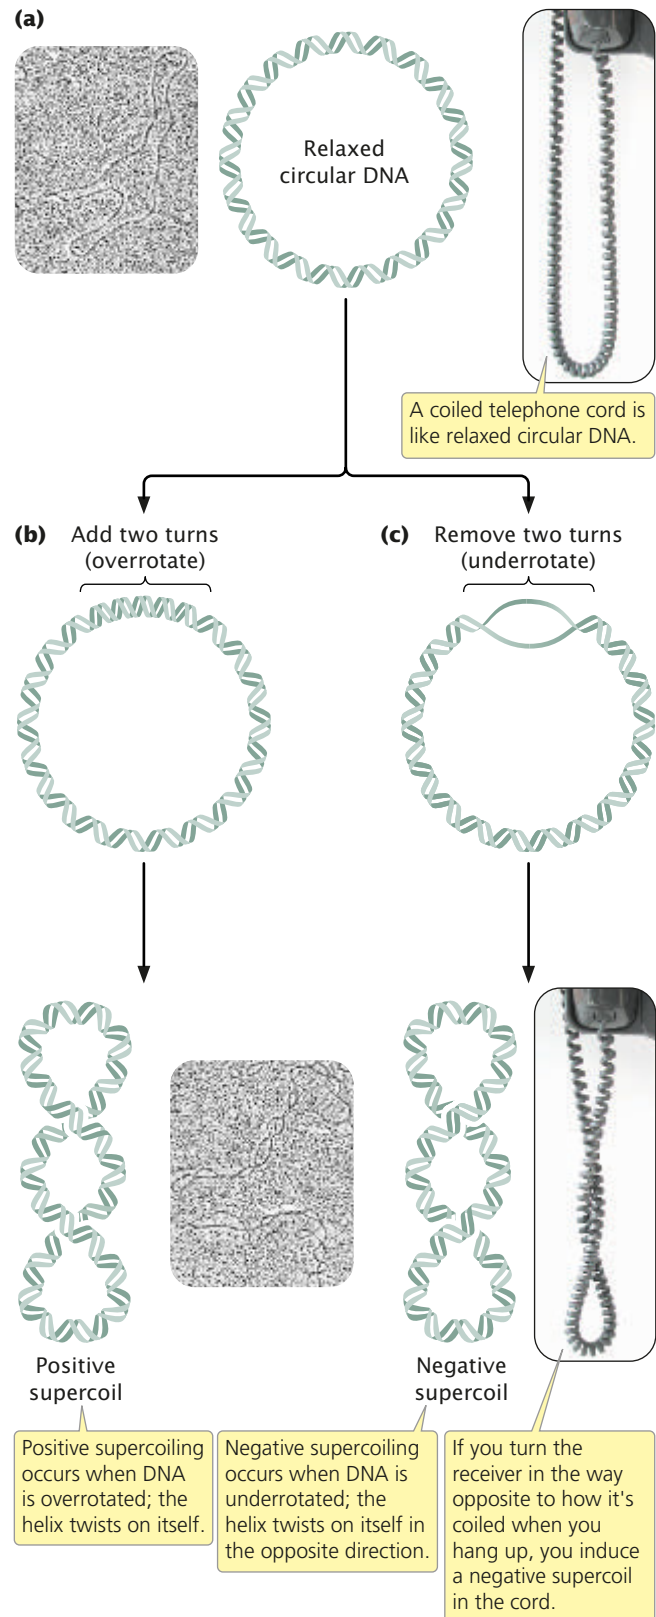 (a)
Relaxed
circular DNA
A coiled telephone cord is
like relaxed circular DNA.
(b) Add two turns
(overrotate)
(c) Remove two turns
(underrotate)
Positive
supercoil
Negative
supercoil
Positive supercoiling
occurs when DNA
is overrotated; the
helix twists on itself.
Negative supercoiling
occurs when DNA is
underrotated; the
helix twists on itself in
the opposite direction.
If you turn the
receiver in the way
opposite to how it's
coiled when you
hang up, you induce
a negative supercoil
in the cord.